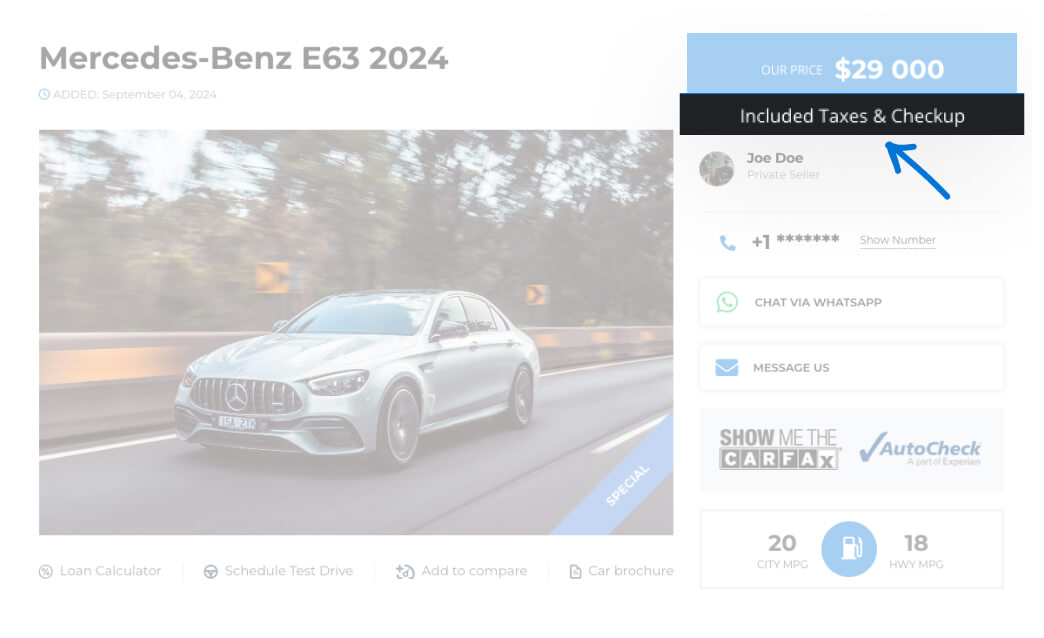 Mercedes-Benz E63 2024
ADDED: September 04, 2024
OUR PRICE $29 000
Included Taxes & Checkup
Joe Doe
Private Seller
+1 *******
Show Number
CHAT VIA WHATSAPP
MESSAGE US
SHOW ME THE
CARFAX
AutoCheck
A part of Experian
SPECIAL
20
CITY MPG
18
HWY MPG
Loan Calculator
Schedule Test Drive
Add to compare
Car brochure